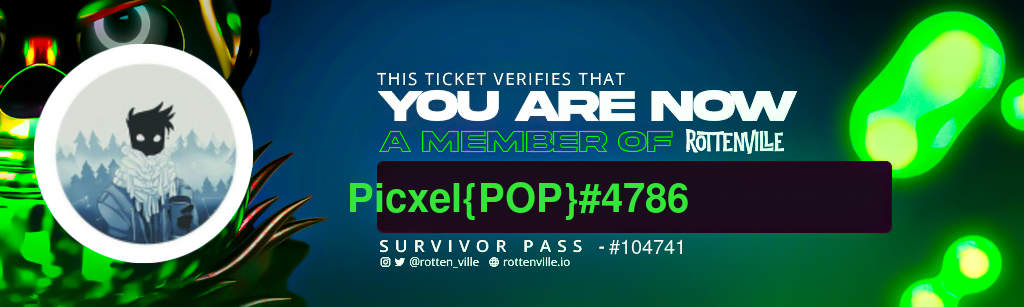 THIS TICKET VERIFIES THAT
YOU ARE NOW
A MEMBER OF ROTTENVILLE
Picxel{POP}#4786
SURVIVOR PASS - #104741
@rotten_ville rottenville.io